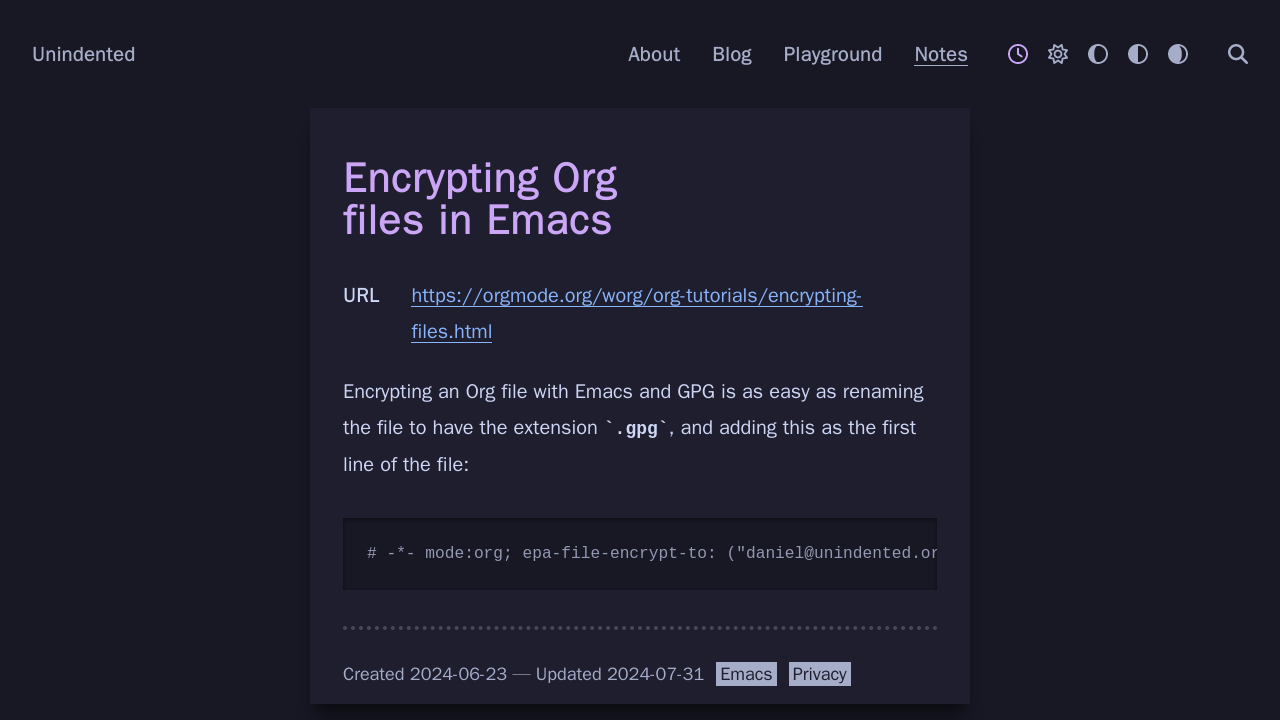 Unindented
About Blog Playground Notes
Encrypting Org
files in Emacs
URL https://orgmode.org/worg/org-tutorials/encrypting-
files.html
Encrypting an Org file with Emacs and GPG is as easy as renaming
the file to have the extension `.gpg`, and adding this as the first
line of the file:
# -*- mode:org; epa-file-encrypt-to: ("daniel@unindented.or
Created 2024-06-23 — Updated 2024-07-31 Emacs Privacy